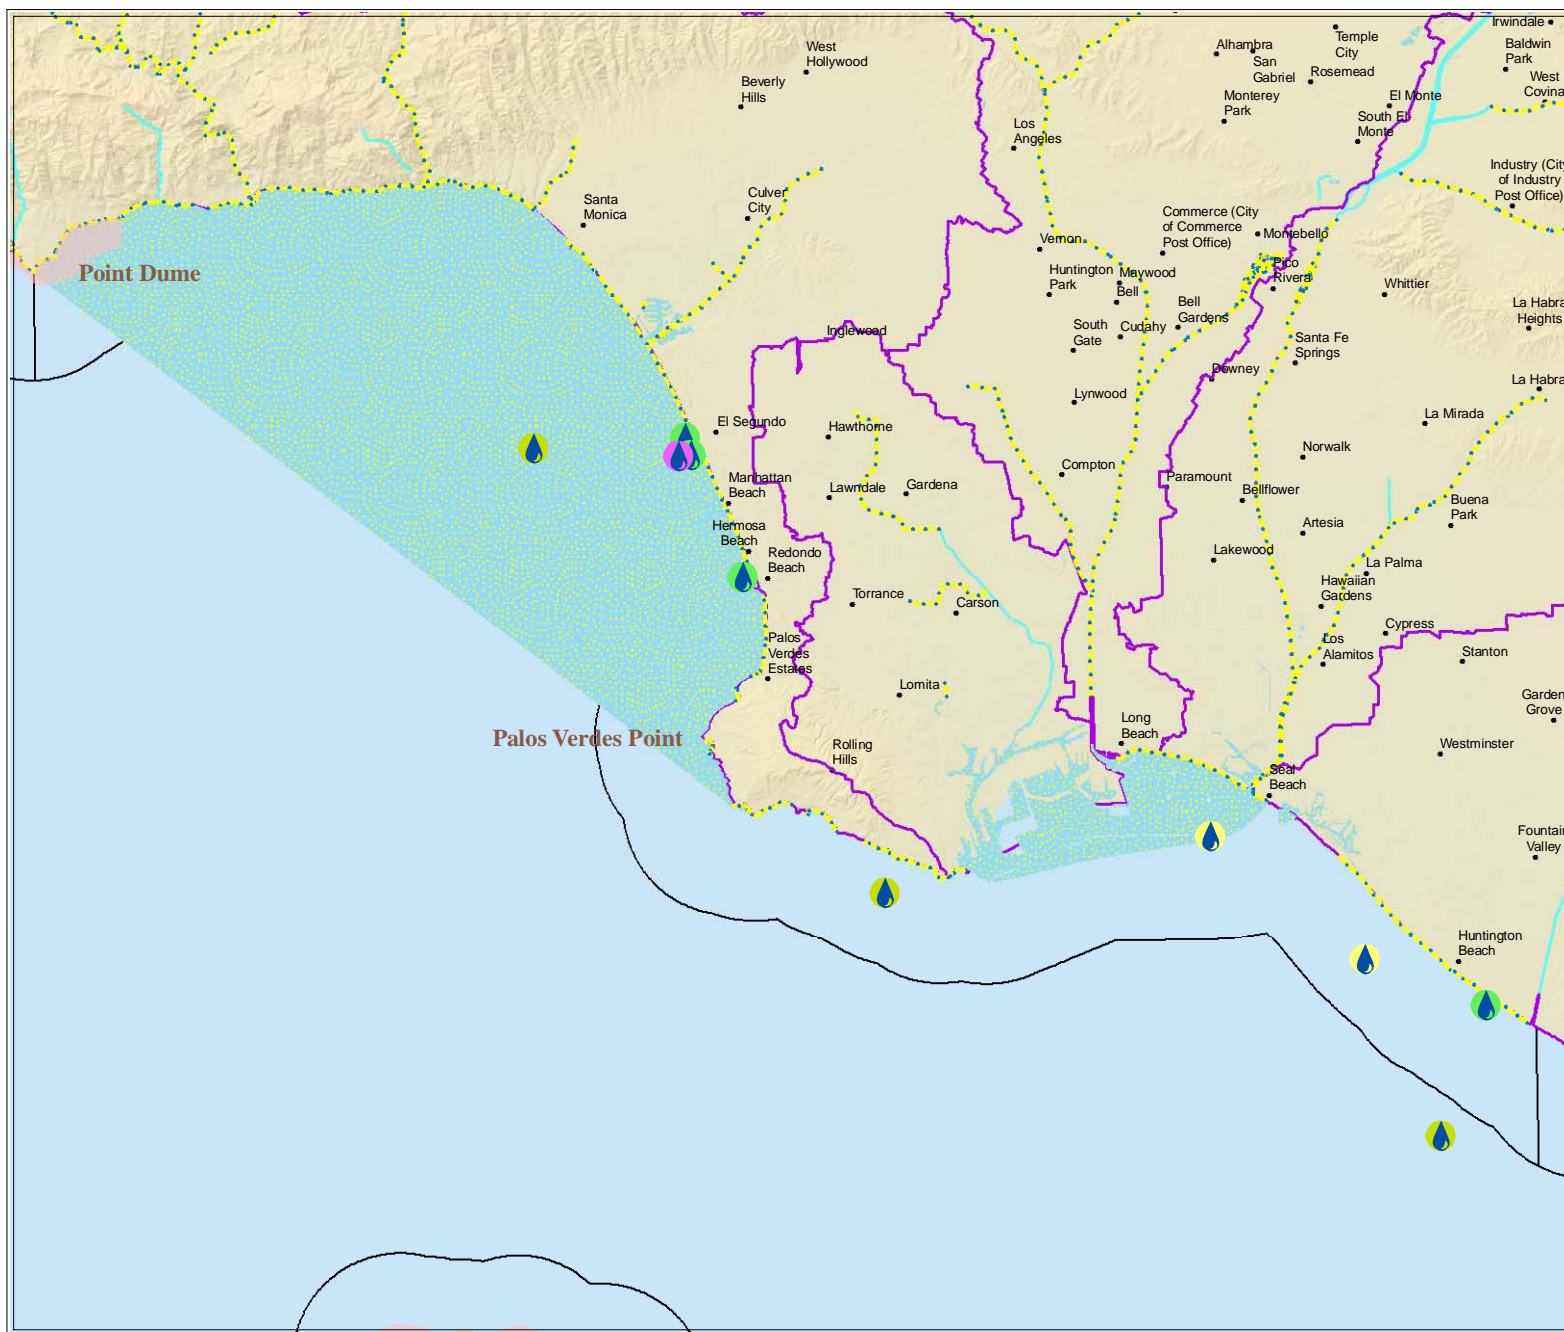 Irwindale
Temple
City
Alhambra
San
Gabriel
Baldwin
Park
West
Hollywood
Rosemead
West
Covina
Beverly
Hills
Monterey
Park
El Monte
South El
Monte
Los
Angeles
Industry (City
of Industry
Post Office)
Santa
Monica
Culver
City
Commerce (City
of Commerce
Post Office)
Montebello
Vernon
Point Dume
Huntington
Park
Maywood
Bell
Pico
Rivera
Whittier
Bell
Gardens
La Habra
Heights
Inglewood
South
Gate
Cudahy
Santa Fe
Springs
Downey
La Habra
Lynwood
El Segundo
Hawthorne
La Mirada
Norwalk
Compton
Manhattan
Beach
Lawndale
Gardena
Paramount
Bellflower
Buena
Park
Artesia
Hermosa
Beach
Redondo
Beach
Lakewood
La Palma
Hawaiian
Gardens
Torrance
Carson
Cypress
Palos
Verdes
Estates
Los
Alamitos
Stanton
Lomita
Garden
Grove
Palos Verdes Point
Long
Beach
Rolling
Hills
Westminster
Seal
Beach
Fountain
Valley
Huntington
Beach